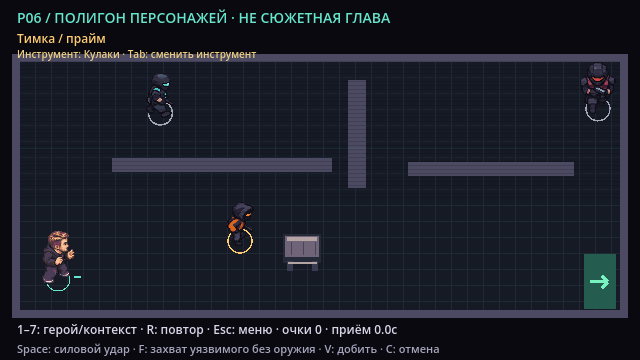 P06 / ПОЛИГОН ПЕРСОНАЖЕЙ · НЕ СЮЖЕТНАЯ ГЛАВА
Тимка / прайм
Инструмент: Кулаки · Tab: сменить инструмент
1–7: герой/контекст · R: повтор · Esc: меню · очки 0 · приём 0.0с
Space: силовой удар · F: захват уязвимого без оружия · V: добить · C: отмена